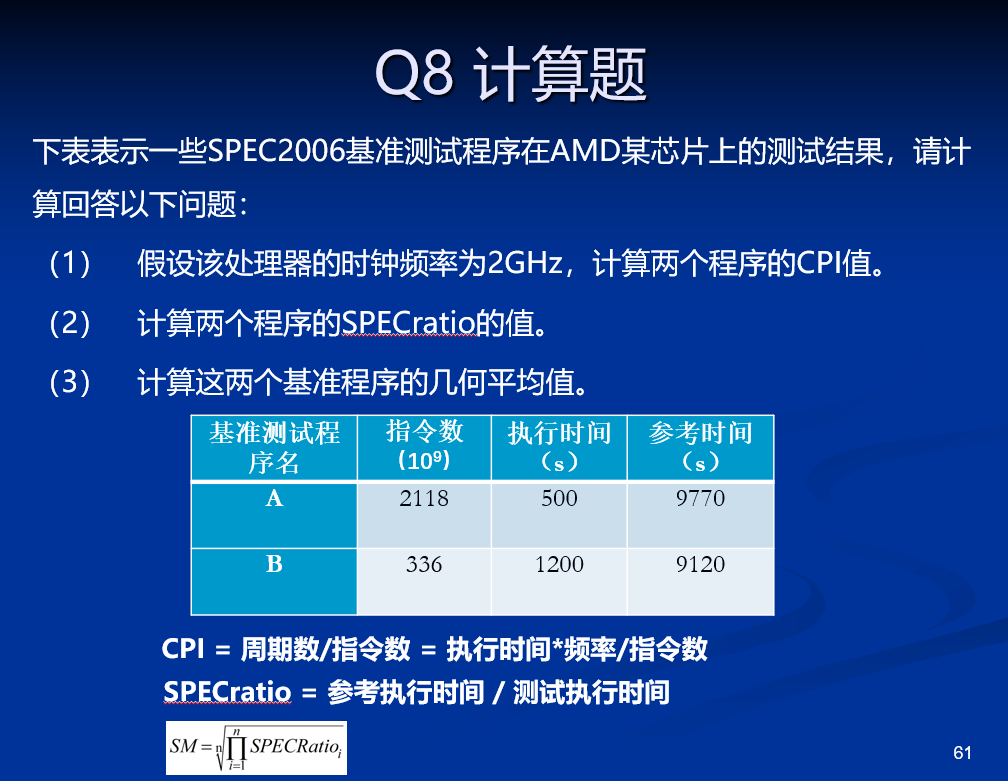 Q8 计算题
下表表示一些SPEC2006基准测试程序在AMD某芯片上的测试结果，请计
算回答以下问题：
（1） 假设该处理器的时钟频率为2GHz，计算两个程序的CPI值。
（2） 计算两个程序的SPECratio的值。
（3） 计算这两个基准程序的几何平均值。
基准测试程 指令数 执行时间 参考时间
序名 (10⁹) （s） （s）
A 2118 500 9770
B 336 1200 9120
CPI = 周期数/指令数 = 执行时间*频率/指令数
SPECratio = 参考执行时间 / 测试执行时间
SM = ⁿ√∏ⁿᵢ₌₁ SPECRatioᵢ
61